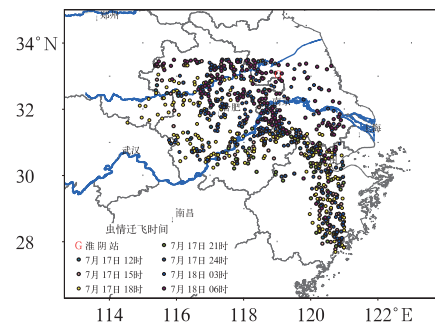 郑州
34°N
32
合肥
上海
武汉
30
南昌
虫情迁飞时间
G 淮阴站
7月17日12时
7月17日15时
7月17日18时
7月17日21时
7月17日24时
7月18日03时
7月18日06时
28
114 116 118 120 122°E